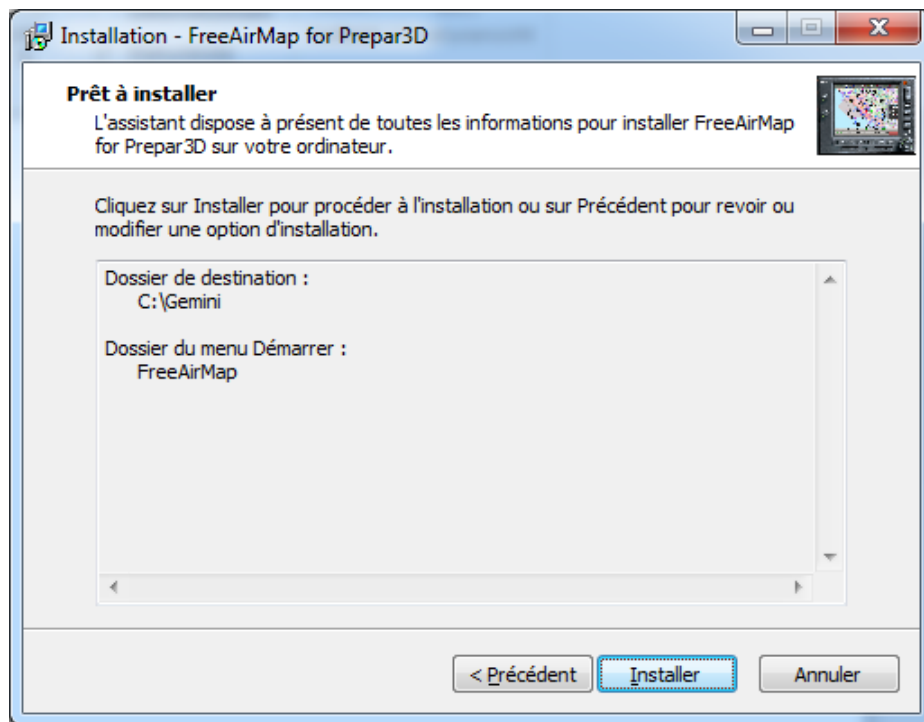 Installation - FreeAirMap for Prepar3D
Prêt à installer
L'assistant dispose à présent de toutes les informations pour installer FreeAirMap
for Prepar3D sur votre ordinateur.
Cliquez sur Installer pour procéder à l'installation ou sur Précédent pour revoir ou
modifier une option d'installation.
Dossier de destination :
C:\Gemini
Dossier du menu Démarrer :
FreeAirMap
< Précédent
Installer
Annuler